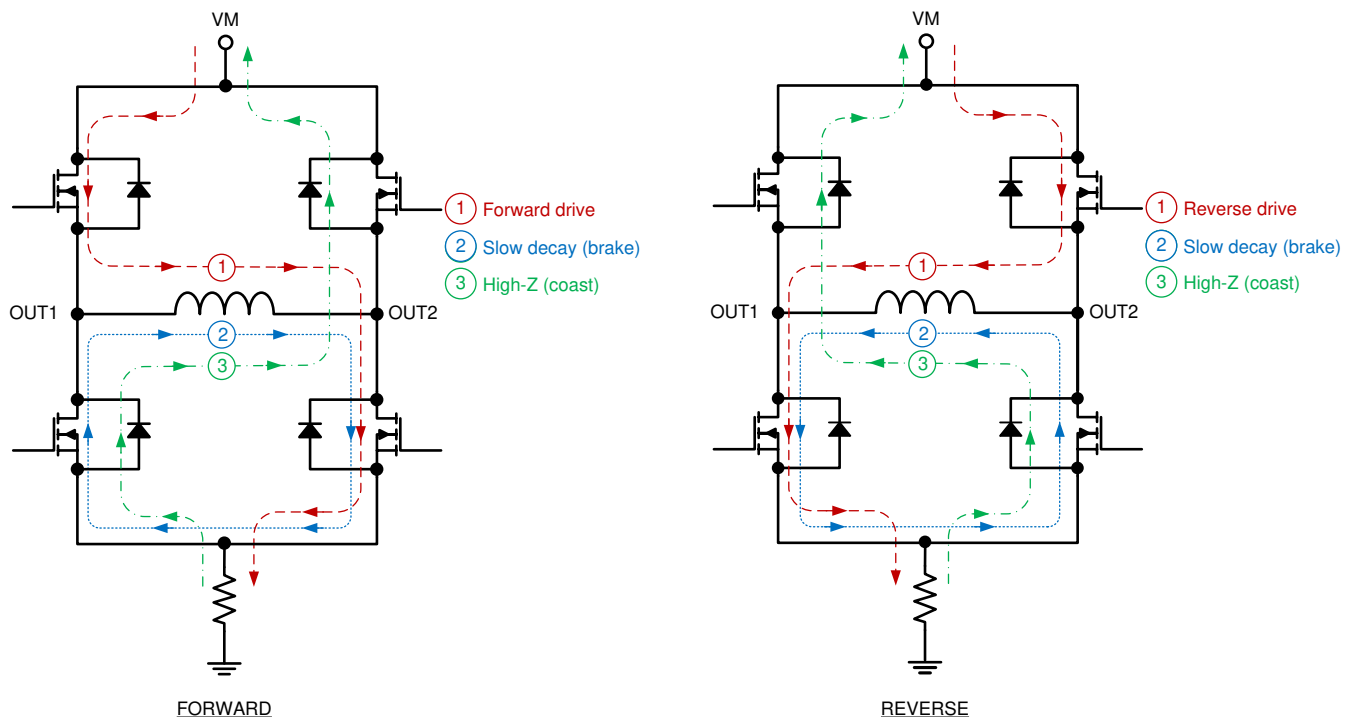 VM
1 Forward drive
2 Slow decay (brake)
3 High-Z (coast)
1
OUT1
OUT2
2
3
FORWARD
VM
1 Reverse drive
2 Slow decay (brake)
3 High-Z (coast)
1
OUT1
OUT2
2
3
REVERSE